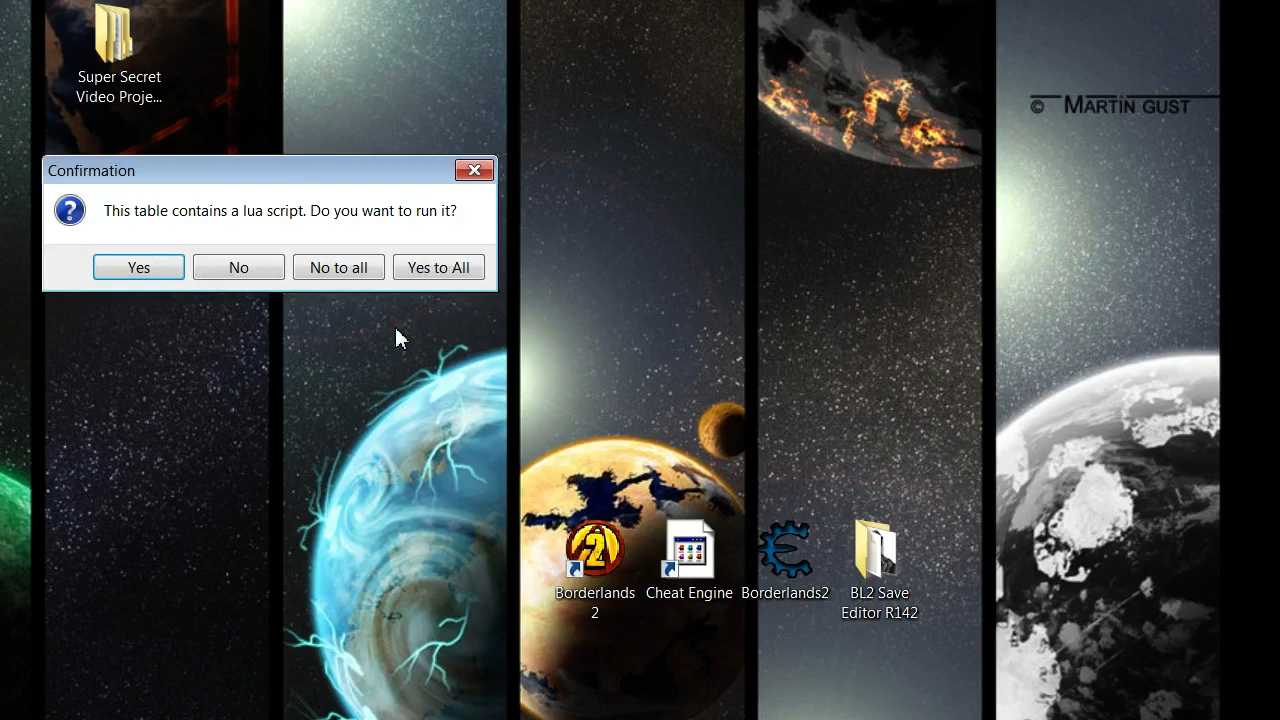 Super Secret
Video Proje...
© MARTIN GUST
Confirmation
This table contains a lua script. Do you want to run it?
Yes
No
No to all
Yes to All
Borderlands
2
Cheat Engine
Borderlands2
BL2 Save
Editor R142